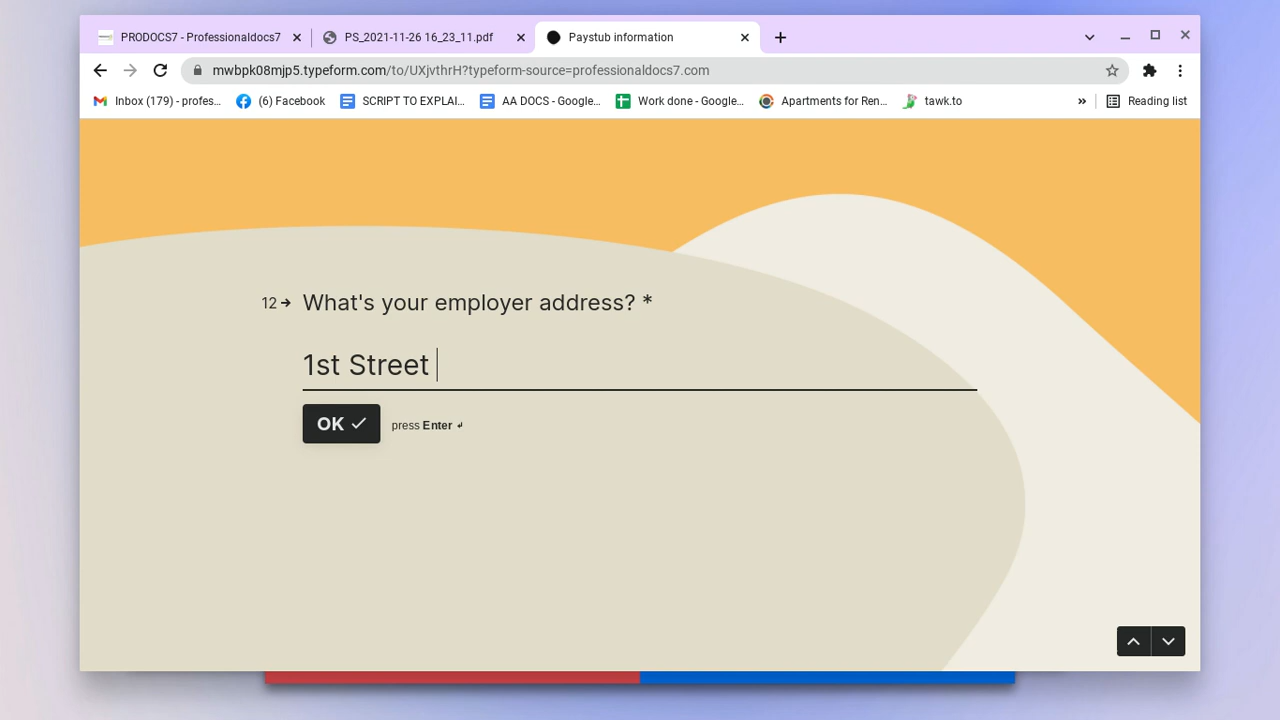 PRODOCS7 - Professionaldocs7
PS_2021-11-26 16_23_11.pdf
Paystub information
mwbpk08mjp5.typeform.com/to/UXjvthrH?typeform-source=professionaldocs7.com
Inbox (179) - profes...
(6) Facebook
SCRIPT TO EXPLAI...
AA DOCS - Google...
Work done - Google...
Apartments for Ren...
tawk.to
»
Reading list
12 What's your employer address? *
1st Street
OK
press Enter